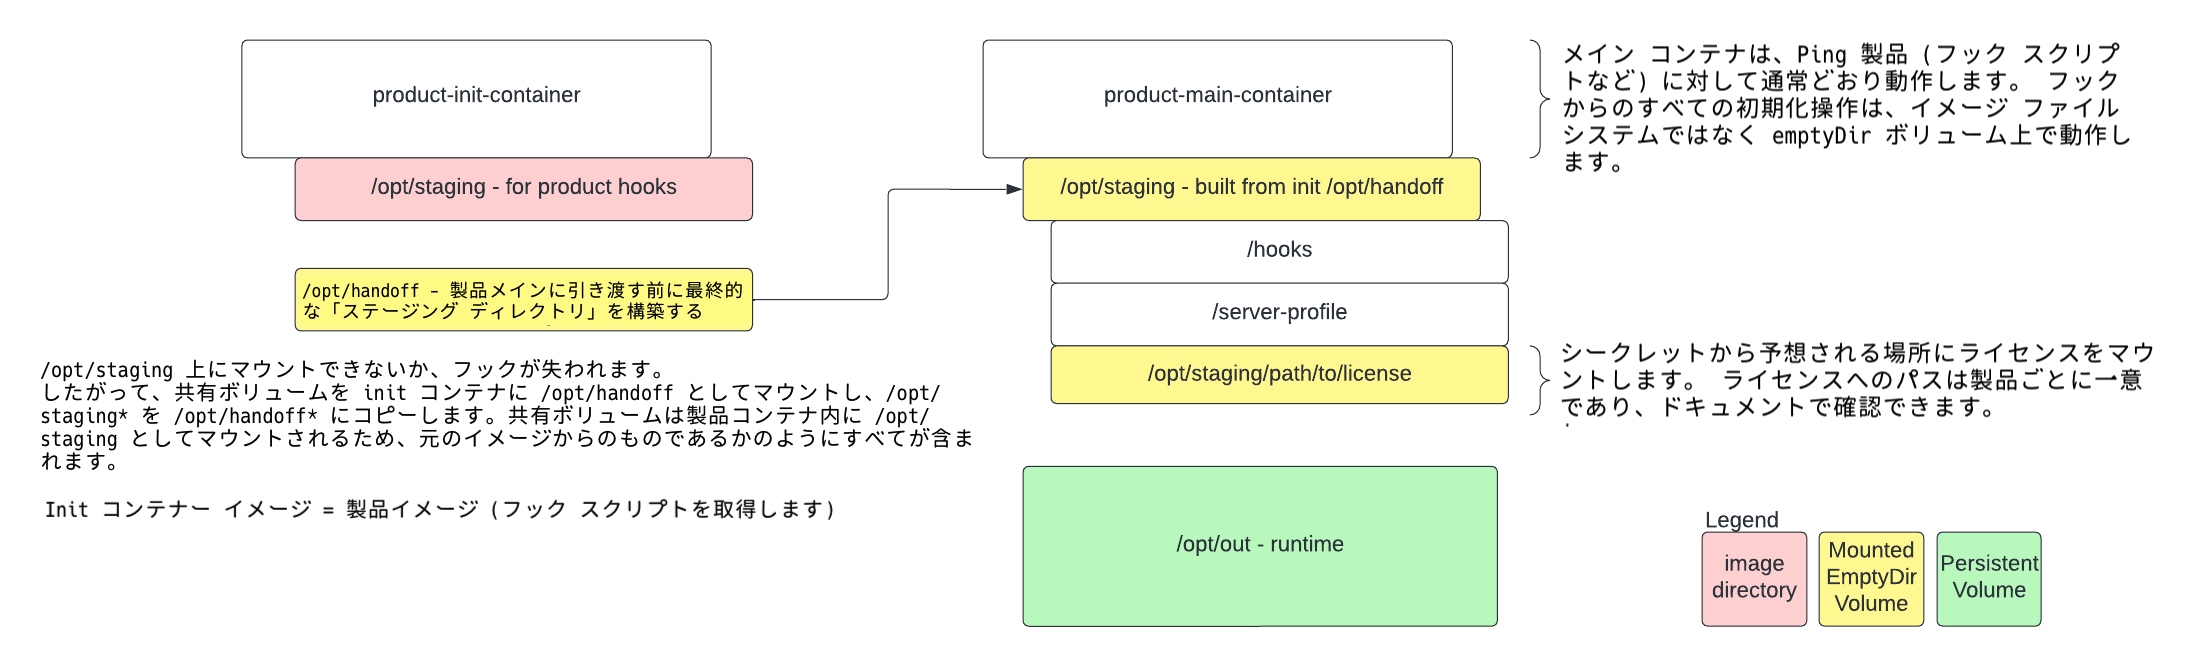 product-init-container
/opt/staging - for product hooks
/opt/handoff - 製品メインに引き渡す前に最終的
な「ステージング ディレクトリ」を構築する
/opt/staging 上にマウントできないか、フックが失われます。
したがって、共有ボリュームを init コンテナに /opt/handoff としてマウントし、/opt/
staging* を /opt/handoff* にコピーします。共有ボリュームは製品コンテナ内に /opt/
staging としてマウントされるため、元のイメージからのものであるかのようにすべてが含ま
れます。
Init コンテナー イメージ = 製品イメージ (フック スクリプトを取得します)
product-main-container
/opt/staging - built from init /opt/handoff
/hooks
/server-profile
/opt/staging/path/to/license
/opt/out - runtime
メイン コンテナは、Ping 製品 (フック スクリプ
トなど) に対して通常どおり動作します。 フック
からのすべての初期化操作は、イメージ ファイル
システムではなく emptyDir ボリューム上で動作し
ます。
シークレットから予想される場所にライセンスをマウ
ントします。 ライセンスへのパスは製品ごとに一意
であり、ドキュメントで確認できます。
Legend
image
directory
Mounted
EmptyDir
Volume
Persistent
Volume